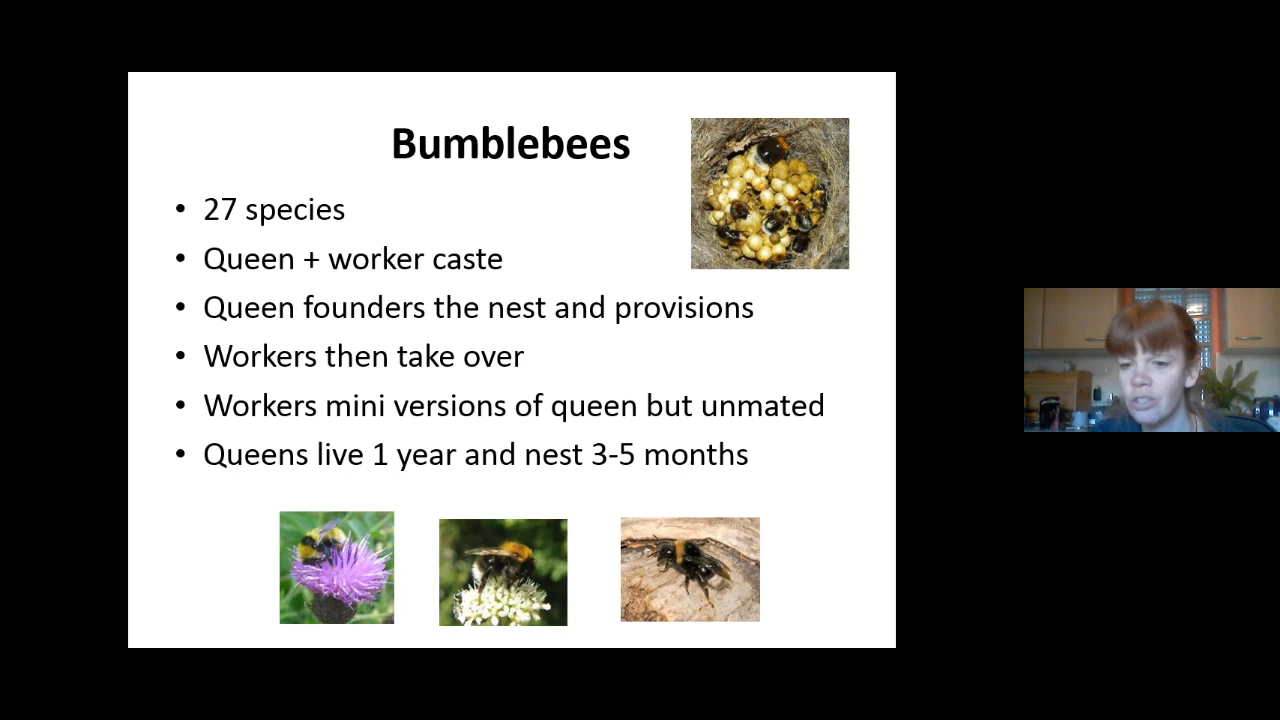 Bumblebees
• 27 species
• Queen + worker caste
• Queen founders the nest and provisions
• Workers then take over
• Workers mini versions of queen but unmated
• Queens live 1 year and nest 3-5 months